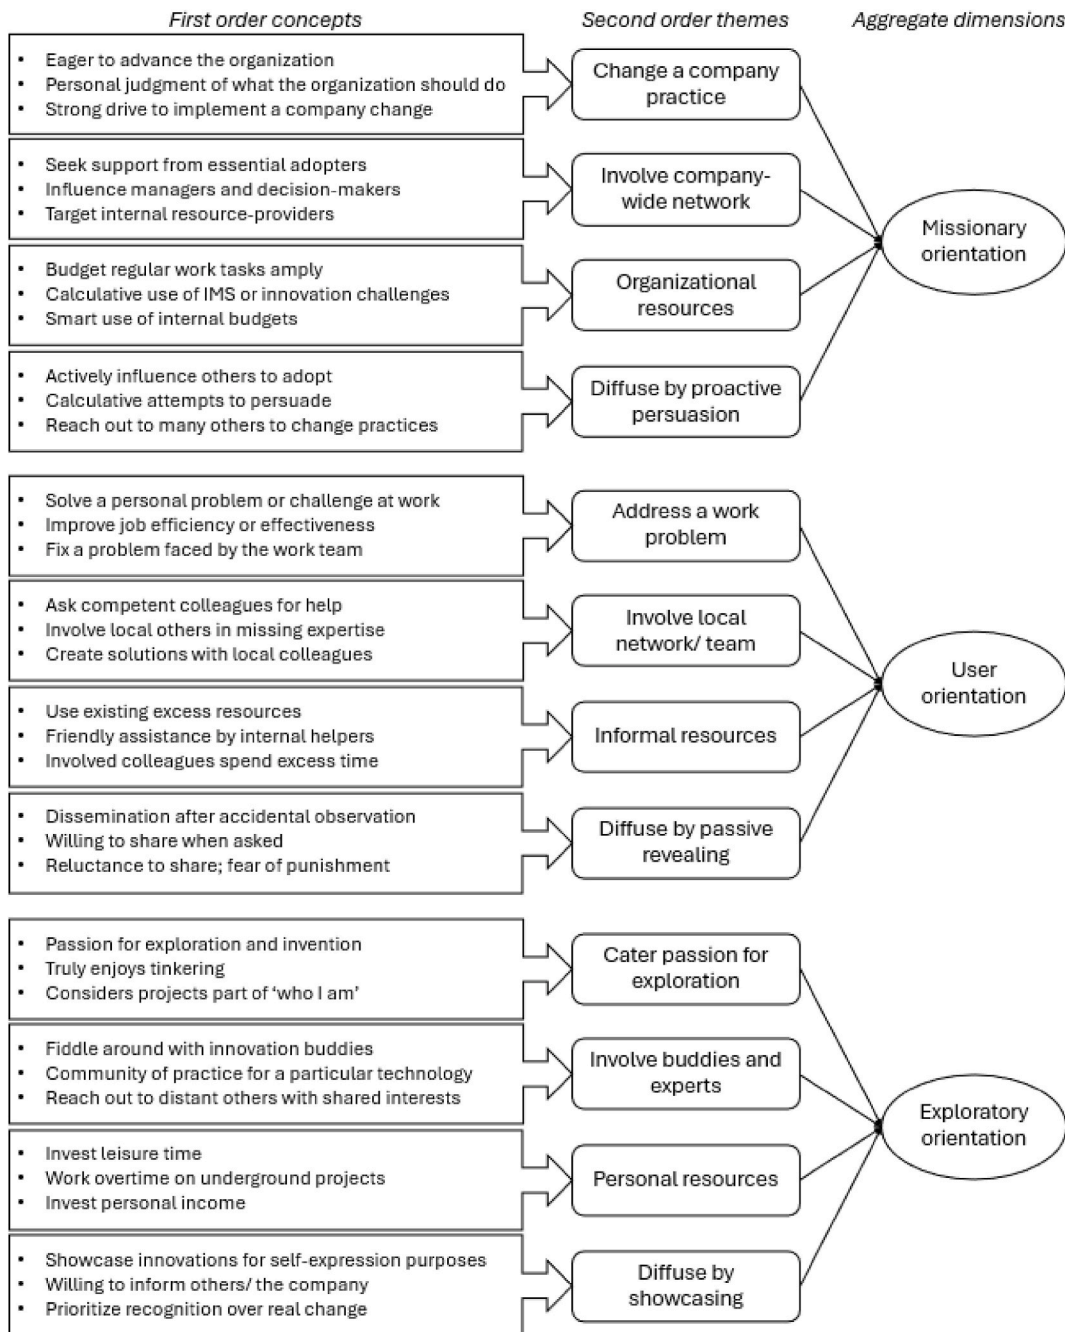 First order concepts
Second order themes
Aggregate dimensions
• Eager to advance the organization
• Personal judgment of what the organization should do
• Strong drive to implement a company change
Change a company
practice
• Seek support from essential adopters
• Influence managers and decision-makers
• Target internal resource-providers
Involve company-
wide network
• Budget regular work tasks amply
• Calculative use of IMS or innovation challenges
• Smart use of internal budgets
Organizational
resources
• Actively influence others to adopt
• Calculative attempts to persuade
• Reach out to many others to change practices
Diffuse by proactive
persuasion
Missionary
orientation
• Solve a personal problem or challenge at work
• Improve job efficiency or effectiveness
• Fix a problem faced by the work team
Address a work
problem
• Ask competent colleagues for help
• Involve local others in missing expertise
• Create solutions with local colleagues
Involve local
network/ team
• Use existing excess resources
• Friendly assistance by internal helpers
• Involved colleagues spend excess time
Informal resources
• Dissemination after accidental observation
• Willing to share when asked
• Reluctance to share; fear of punishment
Diffuse by passive
revealing
User
orientation
• Passion for exploration and invention
• Truly enjoys tinkering
• Considers projects part of ‘who I am’
Cater passion for
exploration
• Fiddle around with innovation buddies
• Community of practice for a particular technology
• Reach out to distant others with shared interests
Involve buddies and
experts
• Invest leisure time
• Work overtime on underground projects
• Invest personal income
Personal resources
• Showcase innovations for self-expression purposes
• Willing to inform others/ the company
• Prioritize recognition over real change
Diffuse by
showcasing
Exploratory
orientation